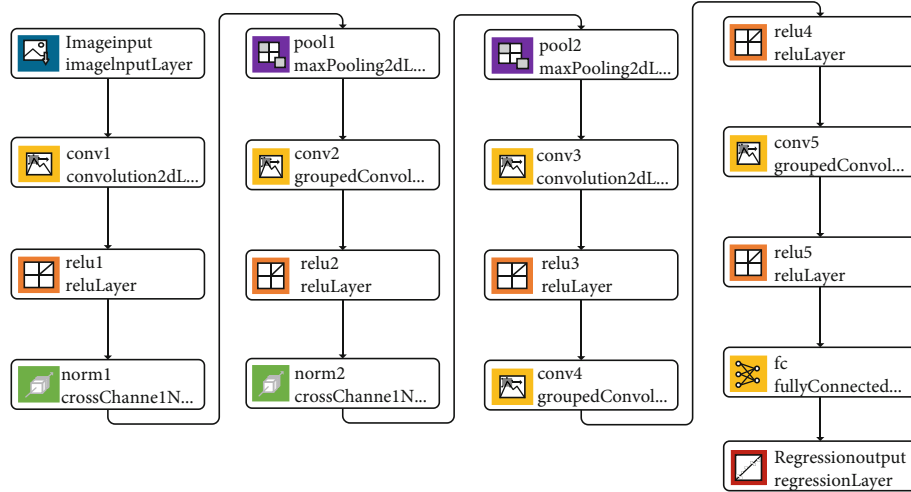 Imageinput
imageInputLayer
conv1
convolution2dL...
relu1
reluLayer
norm1
crossChane1N...
pool1
maxPooling2dL...
conv2
groupedConvol...
relu2
reluLayer
norm2
crossChanne1N...
pool2
maxPooling2dL...
conv3
convolution2dL...
relu3
reluLayer
conv4
groupedConvol...
relu4
reluLayer
conv5
groupedConvol...
relu5
reluLayer
fc
fullyConnected...
Regressionoutput
regressionLayer